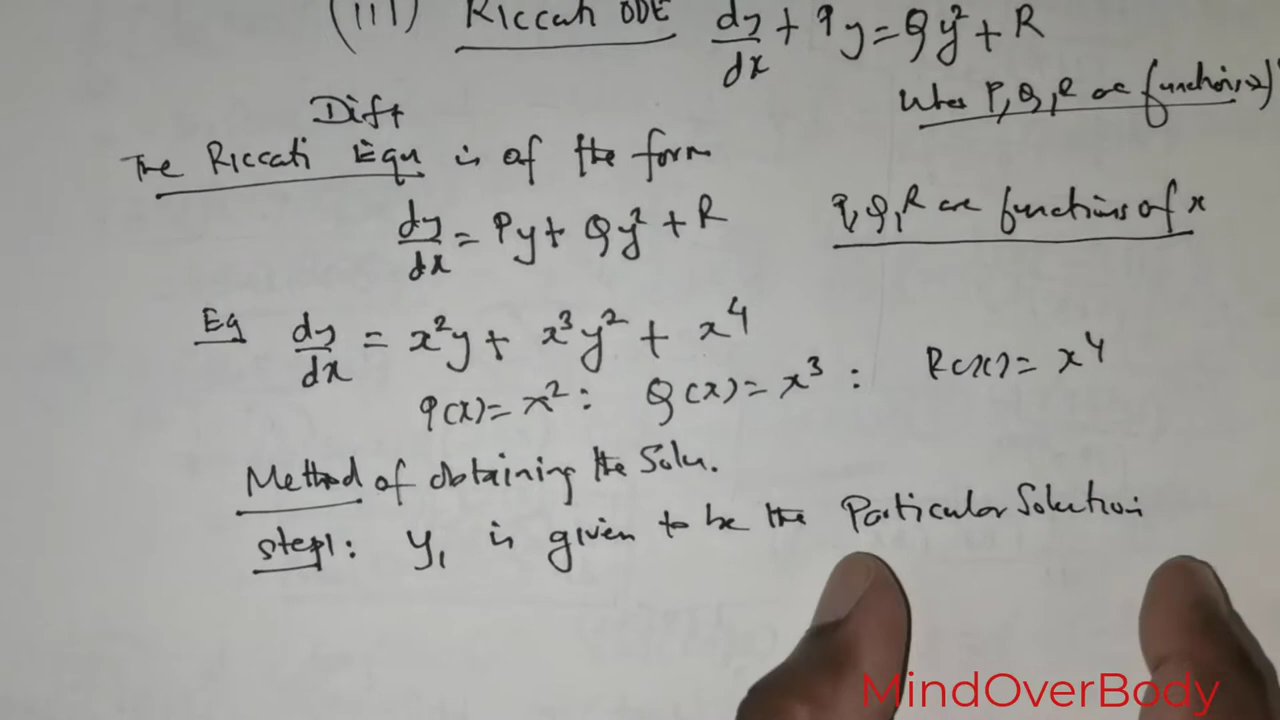 (III) Riccati ODE dy/dx + Py = Qy² + R
where P, Q, R are functions x)
Diff
The Riccati Equ is of the form
dy/dx = Py + Qy² + R
P, Q, R are functions of x
Eg dy/dx = x²y + x³y² + x⁴
P(x) = x² : Q(x) = x³ : R(x) = x⁴
Method of obtaining the Soln.
step1: y₁ is given to be the Particular Solution
MindOverBody